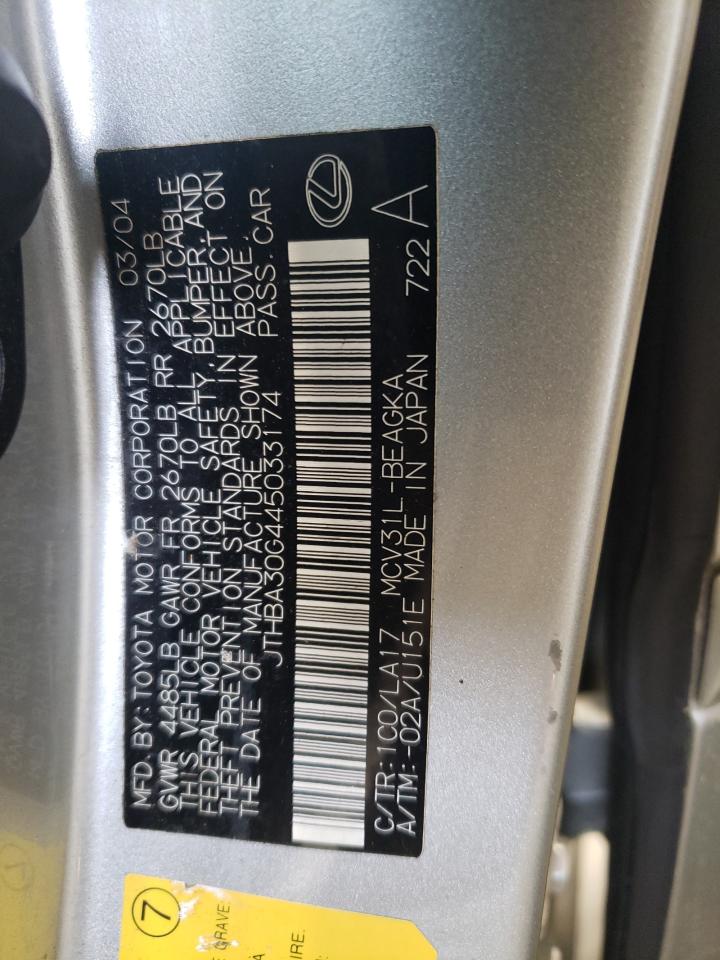 MFD. BY: TOYOTA MOTOR CORPORATION 03/04
GVWR 4485LB GAWR FR 2670LB RR 2670LB
THIS VEHICLE CONFORMS TO ALL APPLICABLE
FEDERAL MOTOR VEHICLE SAFETY, BUMPER, AND
THEFT PREVENTION STANDARDS IN EFFECT ON
THE DATE OF MANUFACTURE SHOWN ABOVE.
JTHBA30G445033174 PASS. CAR
C/TR: 1C0/LA17 MCV31L-BEAGKA
A/TM: -02A/U151E MADE IN JAPAN 722 A
7
GRAVE.
IRE.